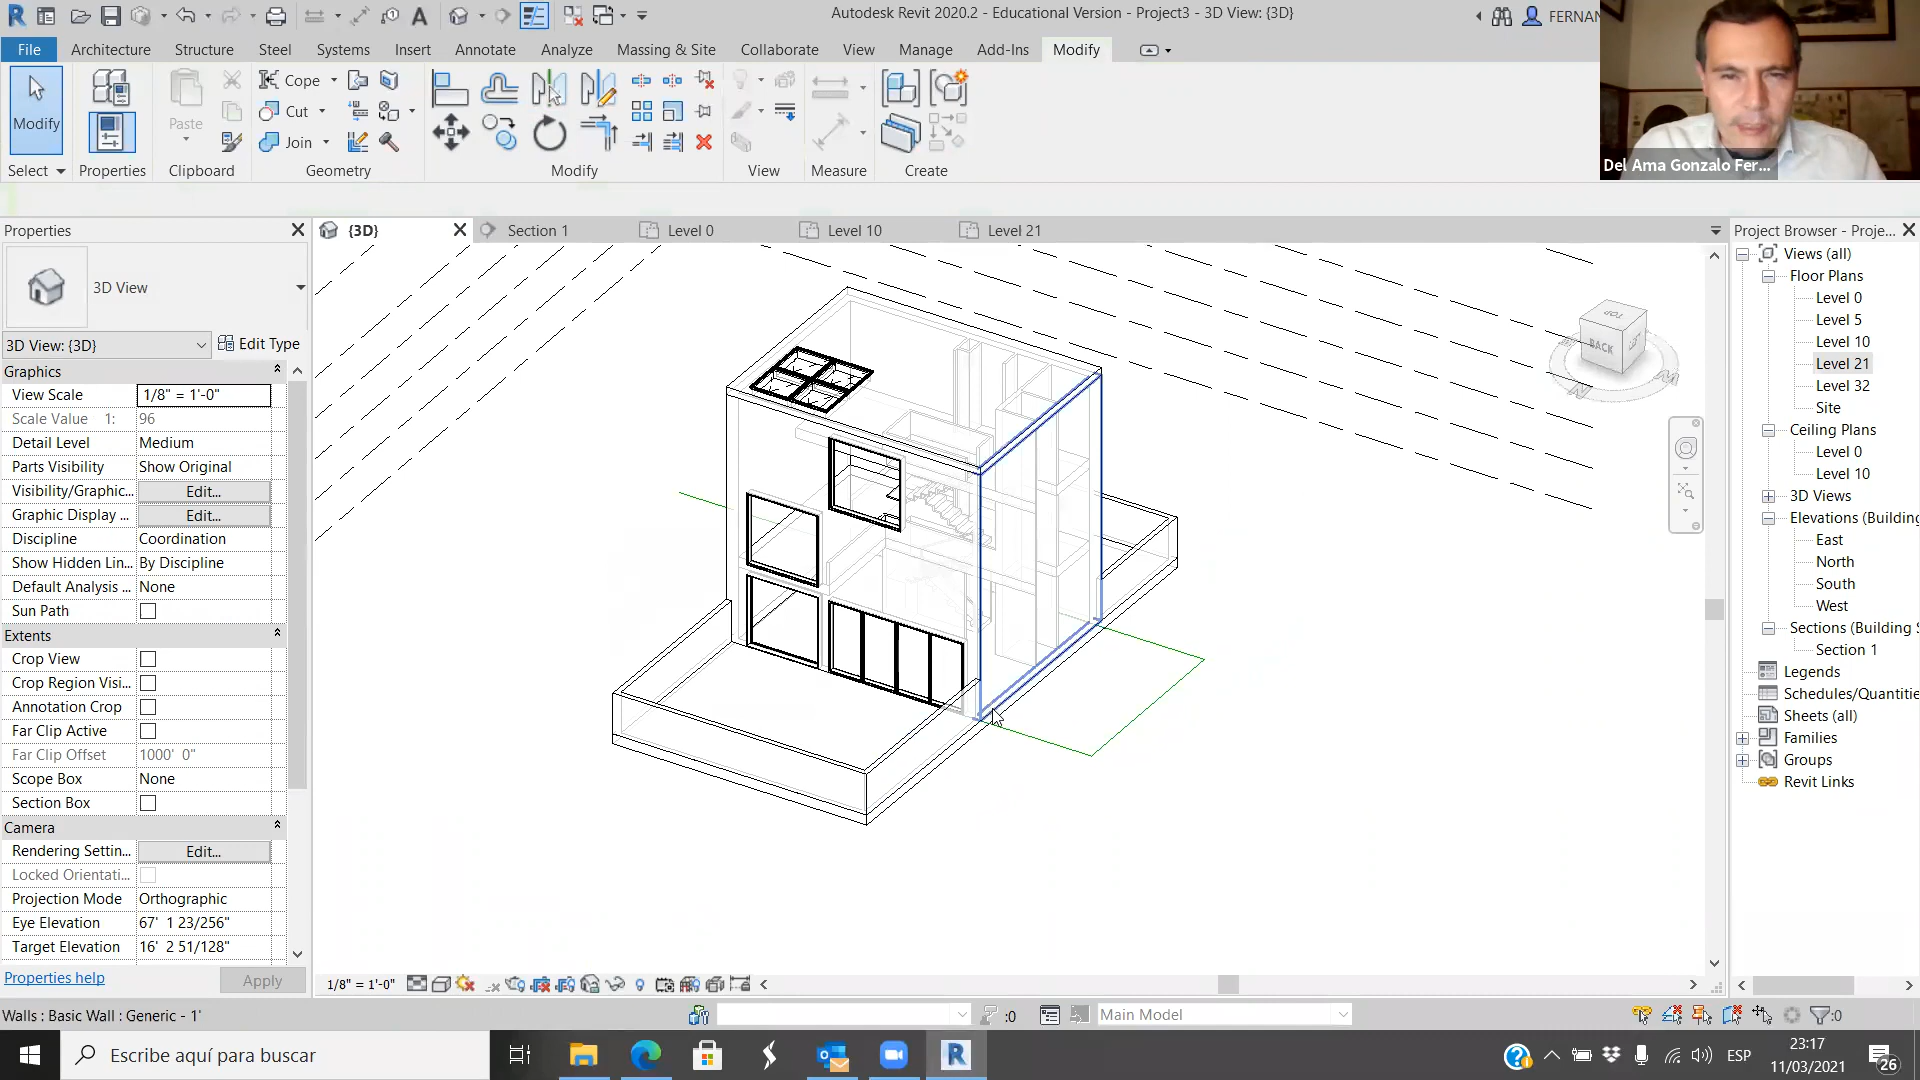 Autodesk Revit 2020.2 - Educational Version - Project3 - 3D View: {3D}
FERNAN
File
Architecture
Structure
Steel
Systems
Insert
Annotate
Analyze
Massing & Site
Collaborate
View
Manage
Add-Ins
Modify
Modify
Paste
Cope
Cut
Join
Select
Properties
Clipboard
Geometry
Modify
View
Measure
Create
Del Ama Gonzalo Fer...
Properties
{3D}
Section 1
Level 0
Level 10
Level 21
Project Browser - Proje...
3D View
3D View: {3D}
Edit Type
Graphics
View Scale
1/8" = 1'-0"
Scale Value 1:
96
Detail Level
Medium
Parts Visibility
Show Original
Visibility/Graphic...
Edit...
Graphic Display ...
Edit...
Discipline
Coordination
Show Hidden Lin...
By Discipline
Default Analysis ...
None
Sun Path
Extents
Crop View
Crop Region Visi...
Annotation Crop
Far Clip Active
Far Clip Offset
1000' 0"
Scope Box
None
Section Box
Camera
Rendering Settin...
Edit...
Locked Orientati...
Projection Mode
Orthographic
Eye Elevation
67' 1 23/256"
Target Elevation
16' 2 51/128"
Properties help
Apply
TOP
BACK
Views (all)
Floor Plans
Level 0
Level 5
Level 10
Level 21
Level 32
Site
Ceiling Plans
Level 0
Level 10
3D Views
Elevations (Building
East
North
South
West
Sections (Building S
Section 1
Legends
Schedules/Quantitie
Sheets (all)
Families
Groups
Revit Links
1/8" = 1'-0"
Walls : Basic Wall : Generic - 1'
:0
Main Model
:0
Escribe aquí para buscar
ESP
23:17
11/03/2021
26